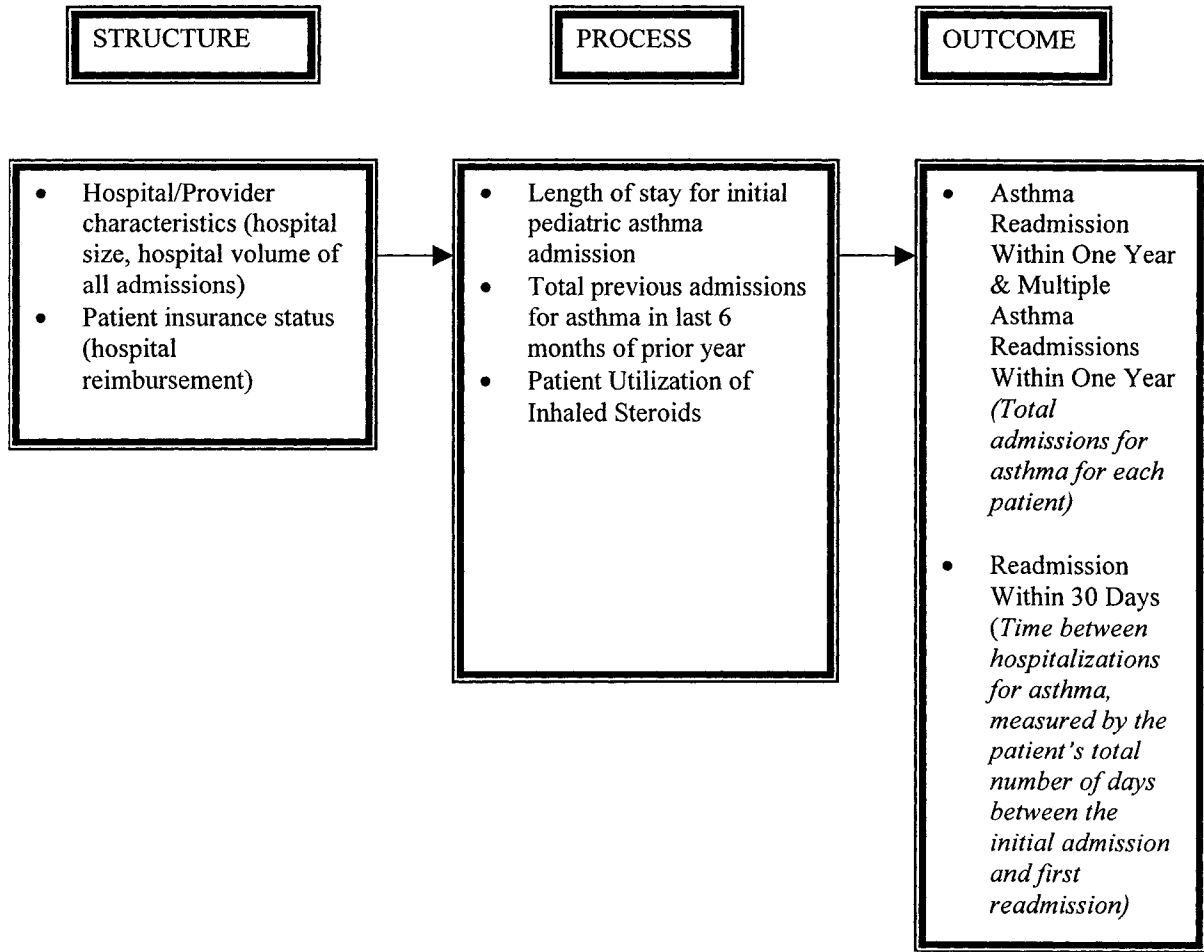 STRUCTURE
PROCESS
OUTCOME
• Hospital/Provider
characteristics (hospital
size, hospital volume of
all admissions)
• Patient insurance status
(hospital
reimbursement)
• Length of stay for initial
pediatric asthma
admission
• Total previous admissions
for asthma in last 6
months of prior year
• Patient Utilization of
Inhaled Steroids
• Asthma
Readmission
Within One Year
& Multiple
Asthma
Readmissions
Within One Year
(Total
admissions for
asthma for each
patient)
• Readmission
Within 30 Days
(Time between
hospitalizations
for asthma,
measured by the
patient's total
number of days
between the
initial admission
and first
readmission)